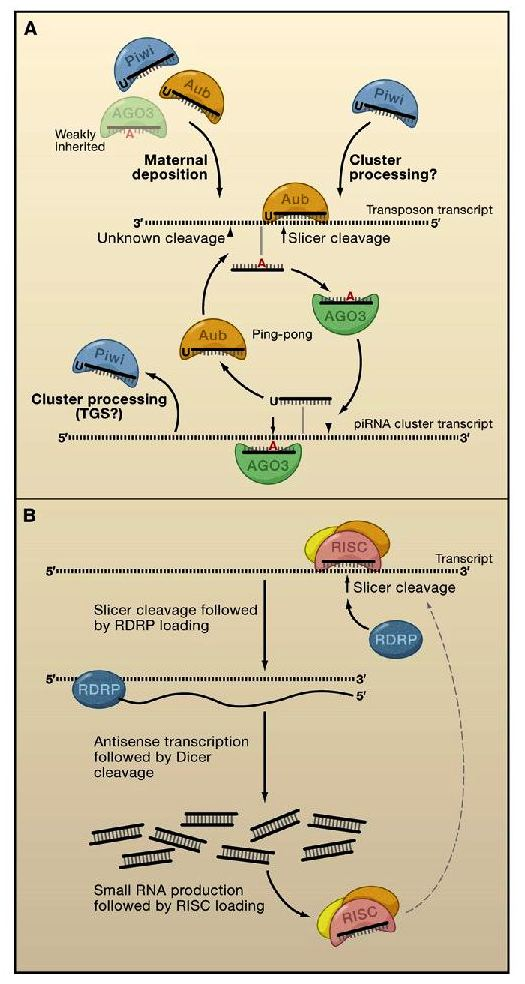 A
Piwi
U
Aub
U
AGO3
A
Weakly
Inherited
Piwi
U
Maternal
deposition
Cluster
processing?
Aub
U
Transposon transcript
3'
5'
Unknown cleavage
Slicer cleavage
A
A
AGO3
Aub
U
Ping-pong
Piwi
U
Cluster processing
(TGS?)
U
piRNA cluster transcript
5'
3'
A
AGO3
B
RISC
Transcript
5'
3'
Slicer cleavage
Slicer cleavage followed
by RDRP loading
RDRP
5'
3'
RDRP
5'
Antisense transcription
followed by Dicer
cleavage
Small RNA production
followed by RISC loading
RISC